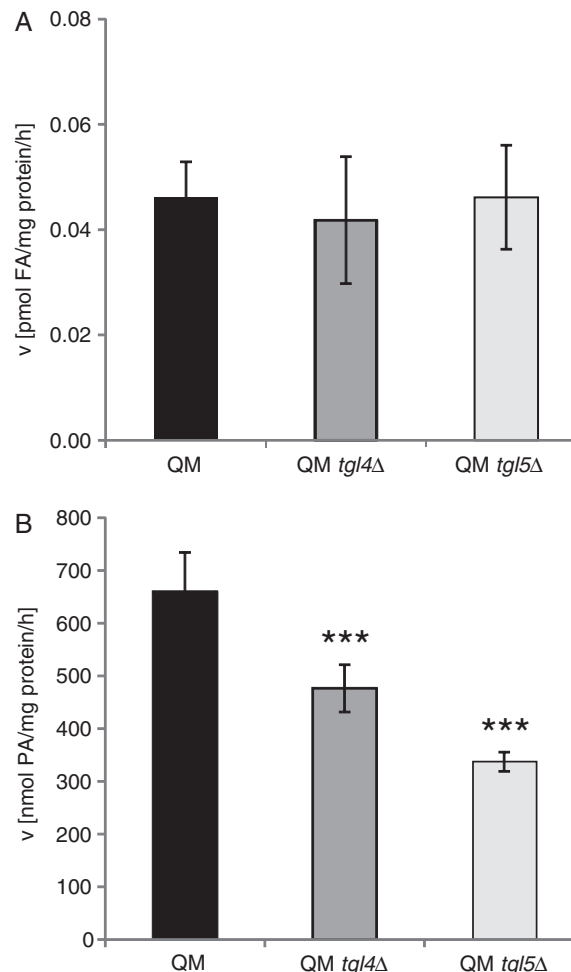 A
v [pmol FA/mg protein/h]
0.08
0.06
0.04
0.02
0.00
QM QM tgl4Δ QM tgl5Δ
B
v [nmol PA/mg protein/h]
800
700
600
500
400
300
200
100
0
***
***
QM QM tgl4Δ QM tgl5Δ